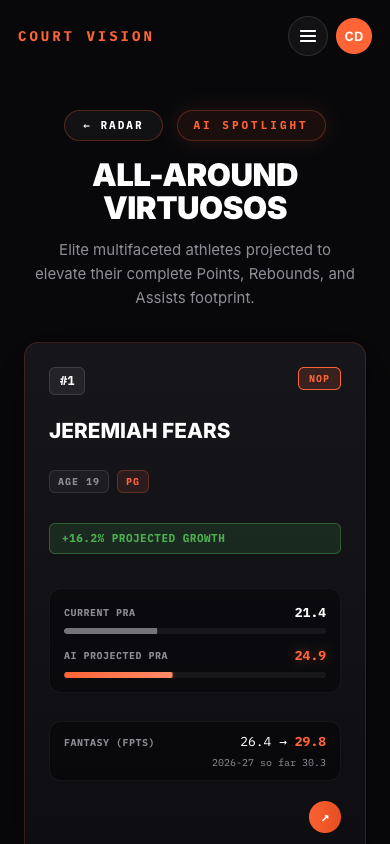 COURT VISION
CD
← RADAR
AI SPOTLIGHT
ALL-AROUND
VIRTUOSOS
Elite multifaceted athletes projected to
elevate their complete Points, Rebounds, and
Assists footprint.
#1
NOP
JEREMIAH FEARS
AGE 19
PG
+16.2% PROJECTED GROWTH
CURRENT PRA 21.4
AI PROJECTED PRA 24.9
FANTASY (FPTS) 26.4 → 29.8
2026-27 so far 30.3
↗